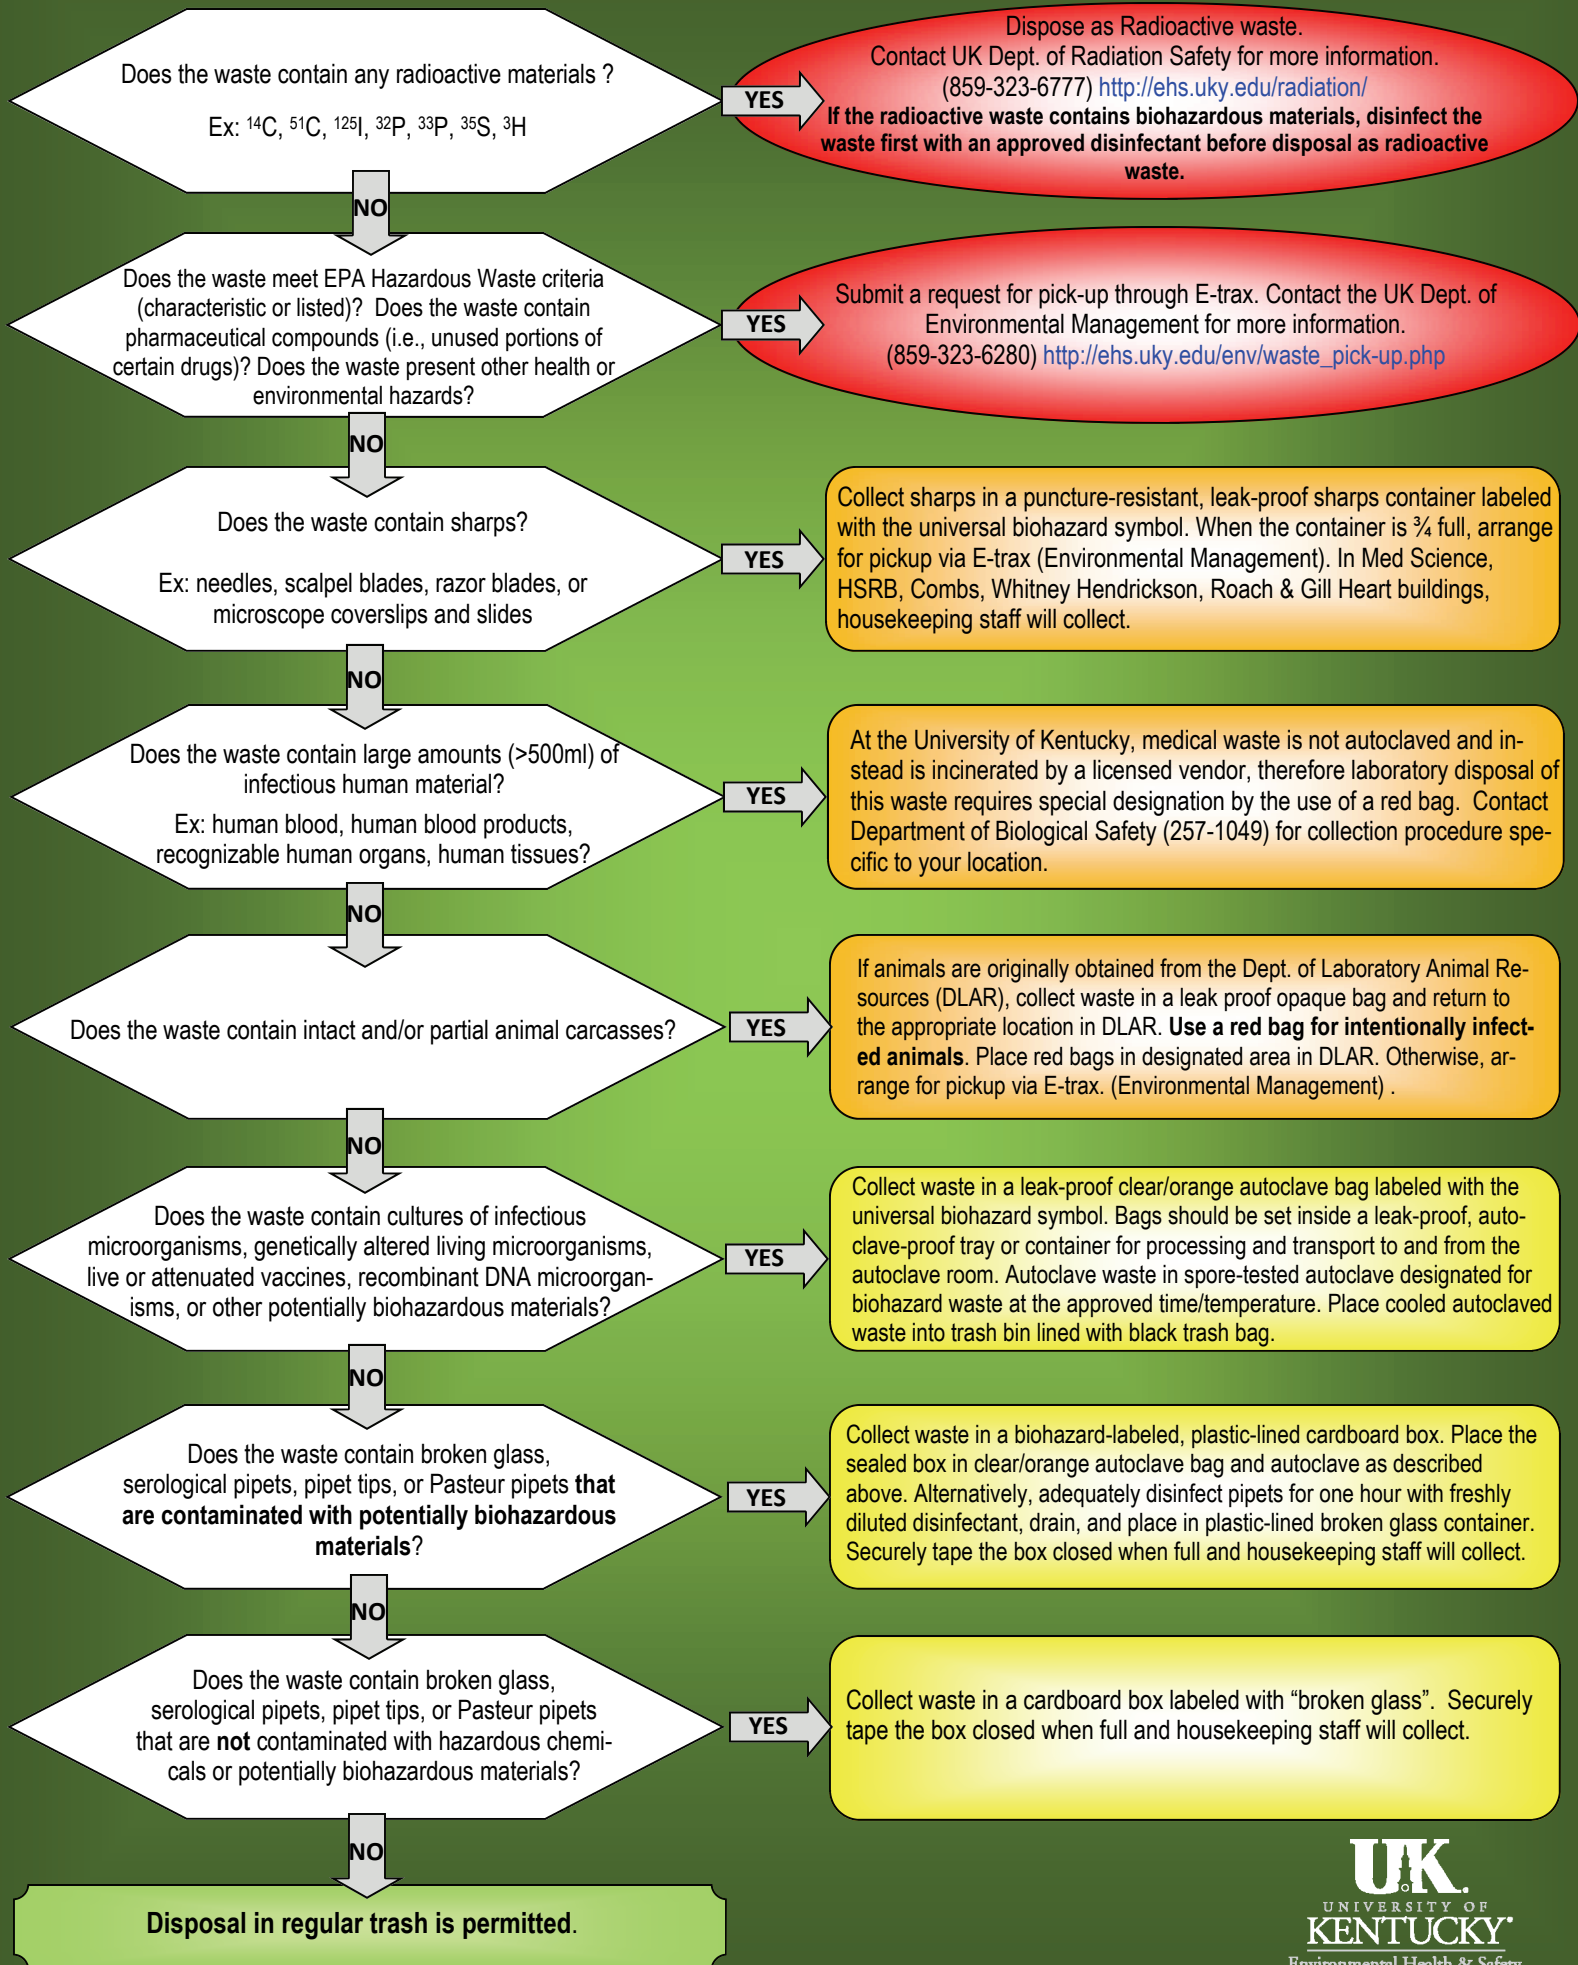 Does the waste contain any radioactive materials ?
Ex: ¹⁴C, ⁵¹C, ¹²⁵I, ³²P, ³³P, ³⁵S, ³H
YES
Dispose as Radioactive waste.
Contact UK Dept. of Radiation Safety for more information.
(859-323-6777) http://ehs.uky.edu/radiation/
If the radioactive waste contains biohazardous materials, disinfect the
waste first with an approved disinfectant before disposal as radioactive
waste.
NO
Does the waste meet EPA Hazardous Waste criteria
(characteristic or listed)? Does the waste contain
pharmaceutical compounds (i.e., unused portions of
certain drugs)? Does the waste present other health or
environmental hazards?
YES
Submit a request for pick-up through E-trax. Contact the UK Dept. of
Environmental Management for more information.
(859-323-6280) http://ehs.uky.edu/env/waste_pick-up.php
NO
Does the waste contain sharps?
Ex: needles, scalpel blades, razor blades, or
microscope coverslips and slides
YES
Collect sharps in a puncture-resistant, leak-proof sharps container labeled
with the universal biohazard symbol. When the container is ¾ full, arrange
for pickup via E-trax (Environmental Management). In Med Science,
HSRB, Combs, Whitney Hendrickson, Roach & Gill Heart buildings,
housekeeping staff will collect.
NO
Does the waste contain large amounts (>500ml) of
infectious human material?
Ex: human blood, human blood products,
recognizable human organs, human tissues?
YES
At the University of Kentucky, medical waste is not autoclaved and in-
stead is incinerated by a licensed vendor, therefore laboratory disposal of
this waste requires special designation by the use of a red bag. Contact
Department of Biological Safety (257-1049) for collection procedure spe-
cific to your location.
NO
Does the waste contain intact and/or partial animal carcasses?
YES
If animals are originally obtained from the Dept. of Laboratory Animal Re-
sources (DLAR), collect waste in a leak proof opaque bag and return to
the appropriate location in DLAR. Use a red bag for intentionally infect-
ed animals. Place red bags in designated area in DLAR. Otherwise, ar-
range for pickup via E-trax. (Environmental Management) .
NO
Does the waste contain cultures of infectious
microorganisms, genetically altered living microorganisms,
live or attenuated vaccines, recombinant DNA microorgan-
isms, or other potentially biohazardous materials?
YES
Collect waste in a leak-proof clear/orange autoclave bag labeled with the
universal biohazard symbol. Bags should be set inside a leak-proof, auto-
clave-proof tray or container for processing and transport to and from the
autoclave room. Autoclave waste in spore-tested autoclave designated for
biohazard waste at the approved time/temperature. Place cooled autoclaved
waste into trash bin lined with black trash bag.
NO
Does the waste contain broken glass,
serological pipets, pipet tips, or Pasteur pipets that
are contaminated with potentially biohazardous
materials?
YES
Collect waste in a biohazard-labeled, plastic-lined cardboard box. Place the
sealed box in clear/orange autoclave bag and autoclave as described
above. Alternatively, adequately disinfect pipets for one hour with freshly
diluted disinfectant, drain, and place in plastic-lined broken glass container.
Securely tape the box closed when full and housekeeping staff will collect.
NO
Does the waste contain broken glass,
serological pipets, pipet tips, or Pasteur pipets
that are not contaminated with hazardous chemi-
cals or potentially biohazardous materials?
YES
Collect waste in a cardboard box labeled with “broken glass”. Securely
tape the box closed when full and housekeeping staff will collect.
NO
Disposal in regular trash is permitted.
UK.
UNIVERSITY OF
KENTUCKY
Environmental Health & Safety